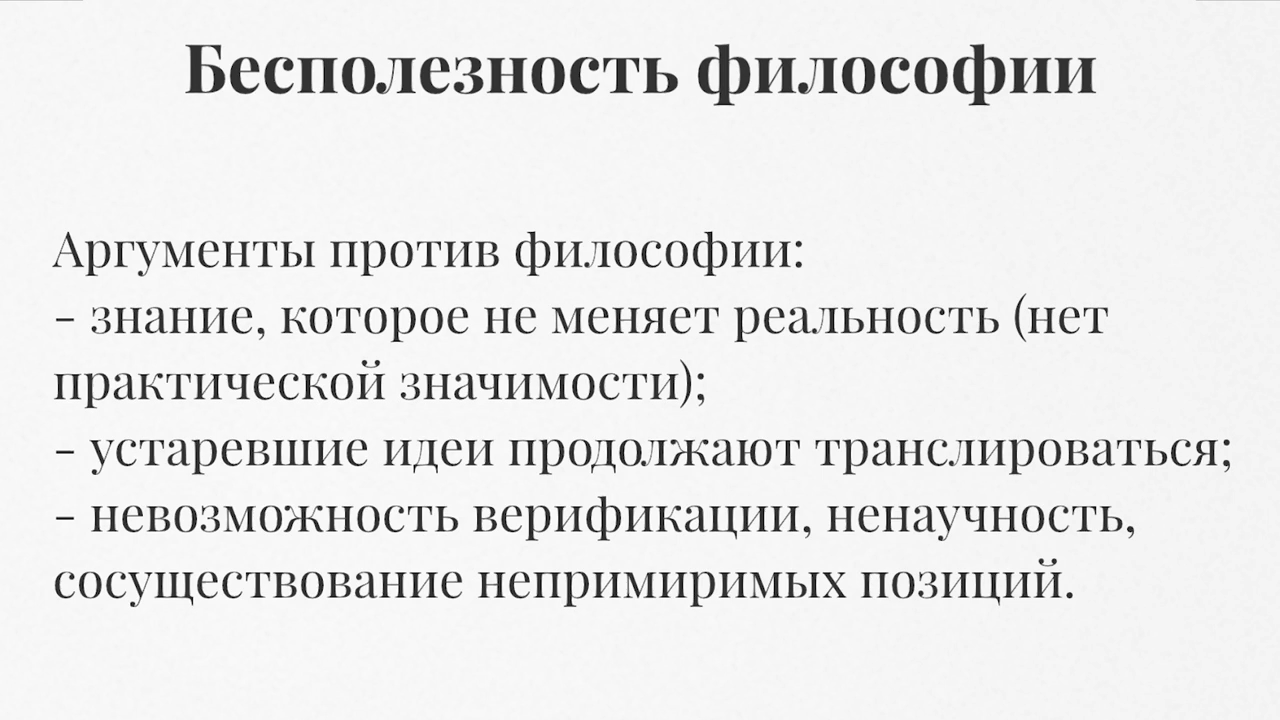 Бесполезность философии
Аргументы против философии:
- знание, которое не меняет реальность (нет
практической значимости);
- устаревшие идеи продолжают транслироваться;
- невозможность верификации, ненаучность,
сосуществование непримиримых позиций.